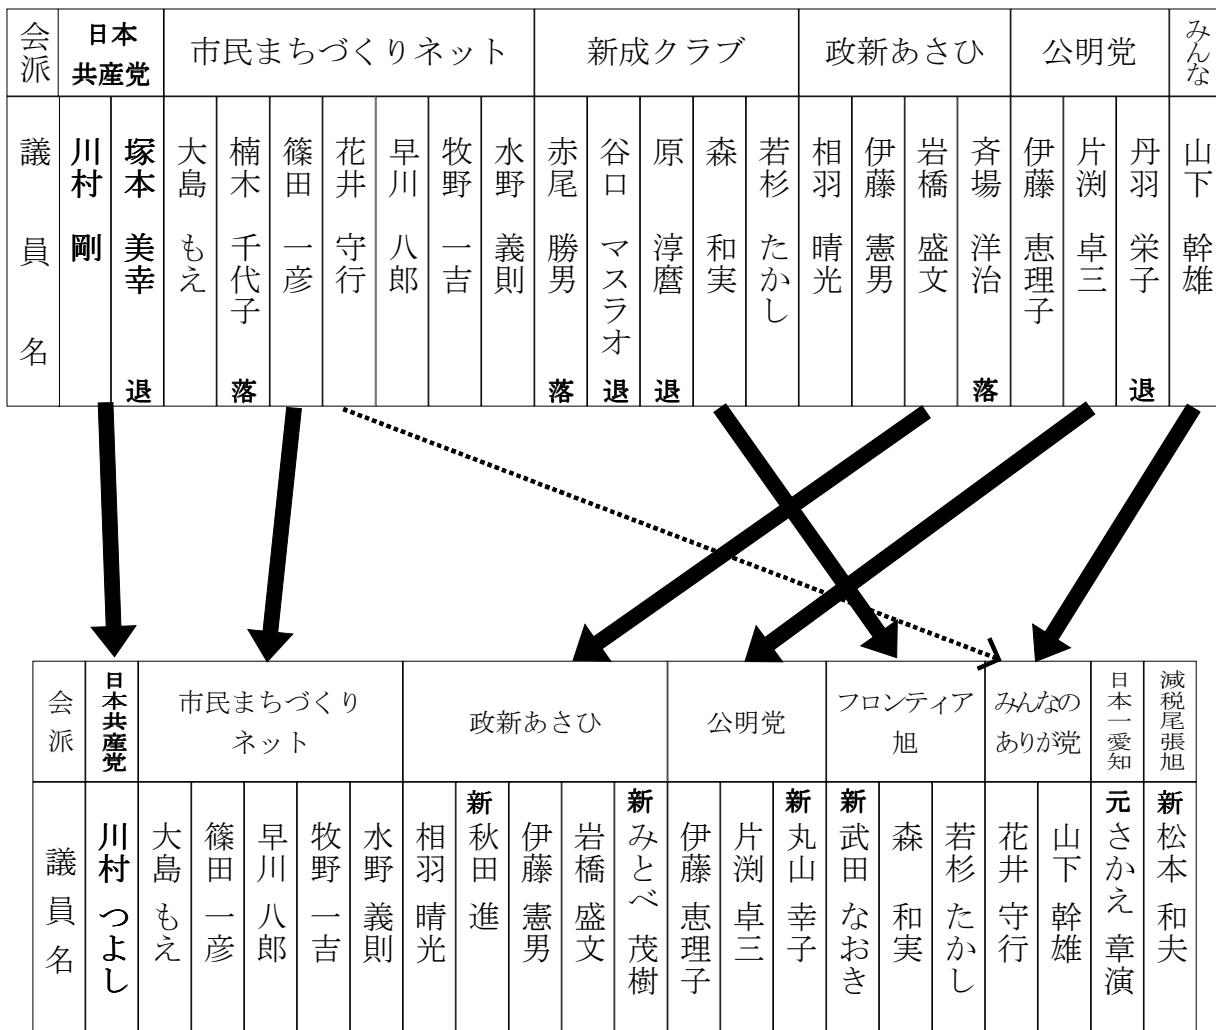 会派
日本
共産党
市民まちづくりネット
新成クラブ
政新あさひ
公明党
みんな
議員名
川村 剛
塚本 美幸 退
大島 もえ
楠木 千代子 落
篠田 一彦
花井 守行
早川 八郎
牧野 一吉
水野 義則
赤尾 勝男 落
谷口 マスラオ 退
原 淳麿 退
森 和実
若杉 たかし
相羽 晴光
伊藤 憲男
岩橋 盛文
斉場 洋治 落
伊藤 恵理子
片渕 卓三
丹羽 栄子 退
山下 幹雄
会派
日本共産党
市民まちづくり
ネット
政新あさひ
公明党
フロンティア
旭
みんなの
ありが党
日本一愛知
減税尾張旭
議員名
川村 つよし
大島 もえ
篠田 一彦
早川 八郎
牧野 一吉
水野 義則
相羽 晴光
新 秋田 進
伊藤 憲男
岩橋 盛文
新 みとべ 茂樹
伊藤 恵理子
片渕 卓三
新 丸山 幸子
新 武田 なおき
森 和実
若杉 たかし
花井 守行
山下 幹雄
元 さかえ 章演
新 松本 和夫